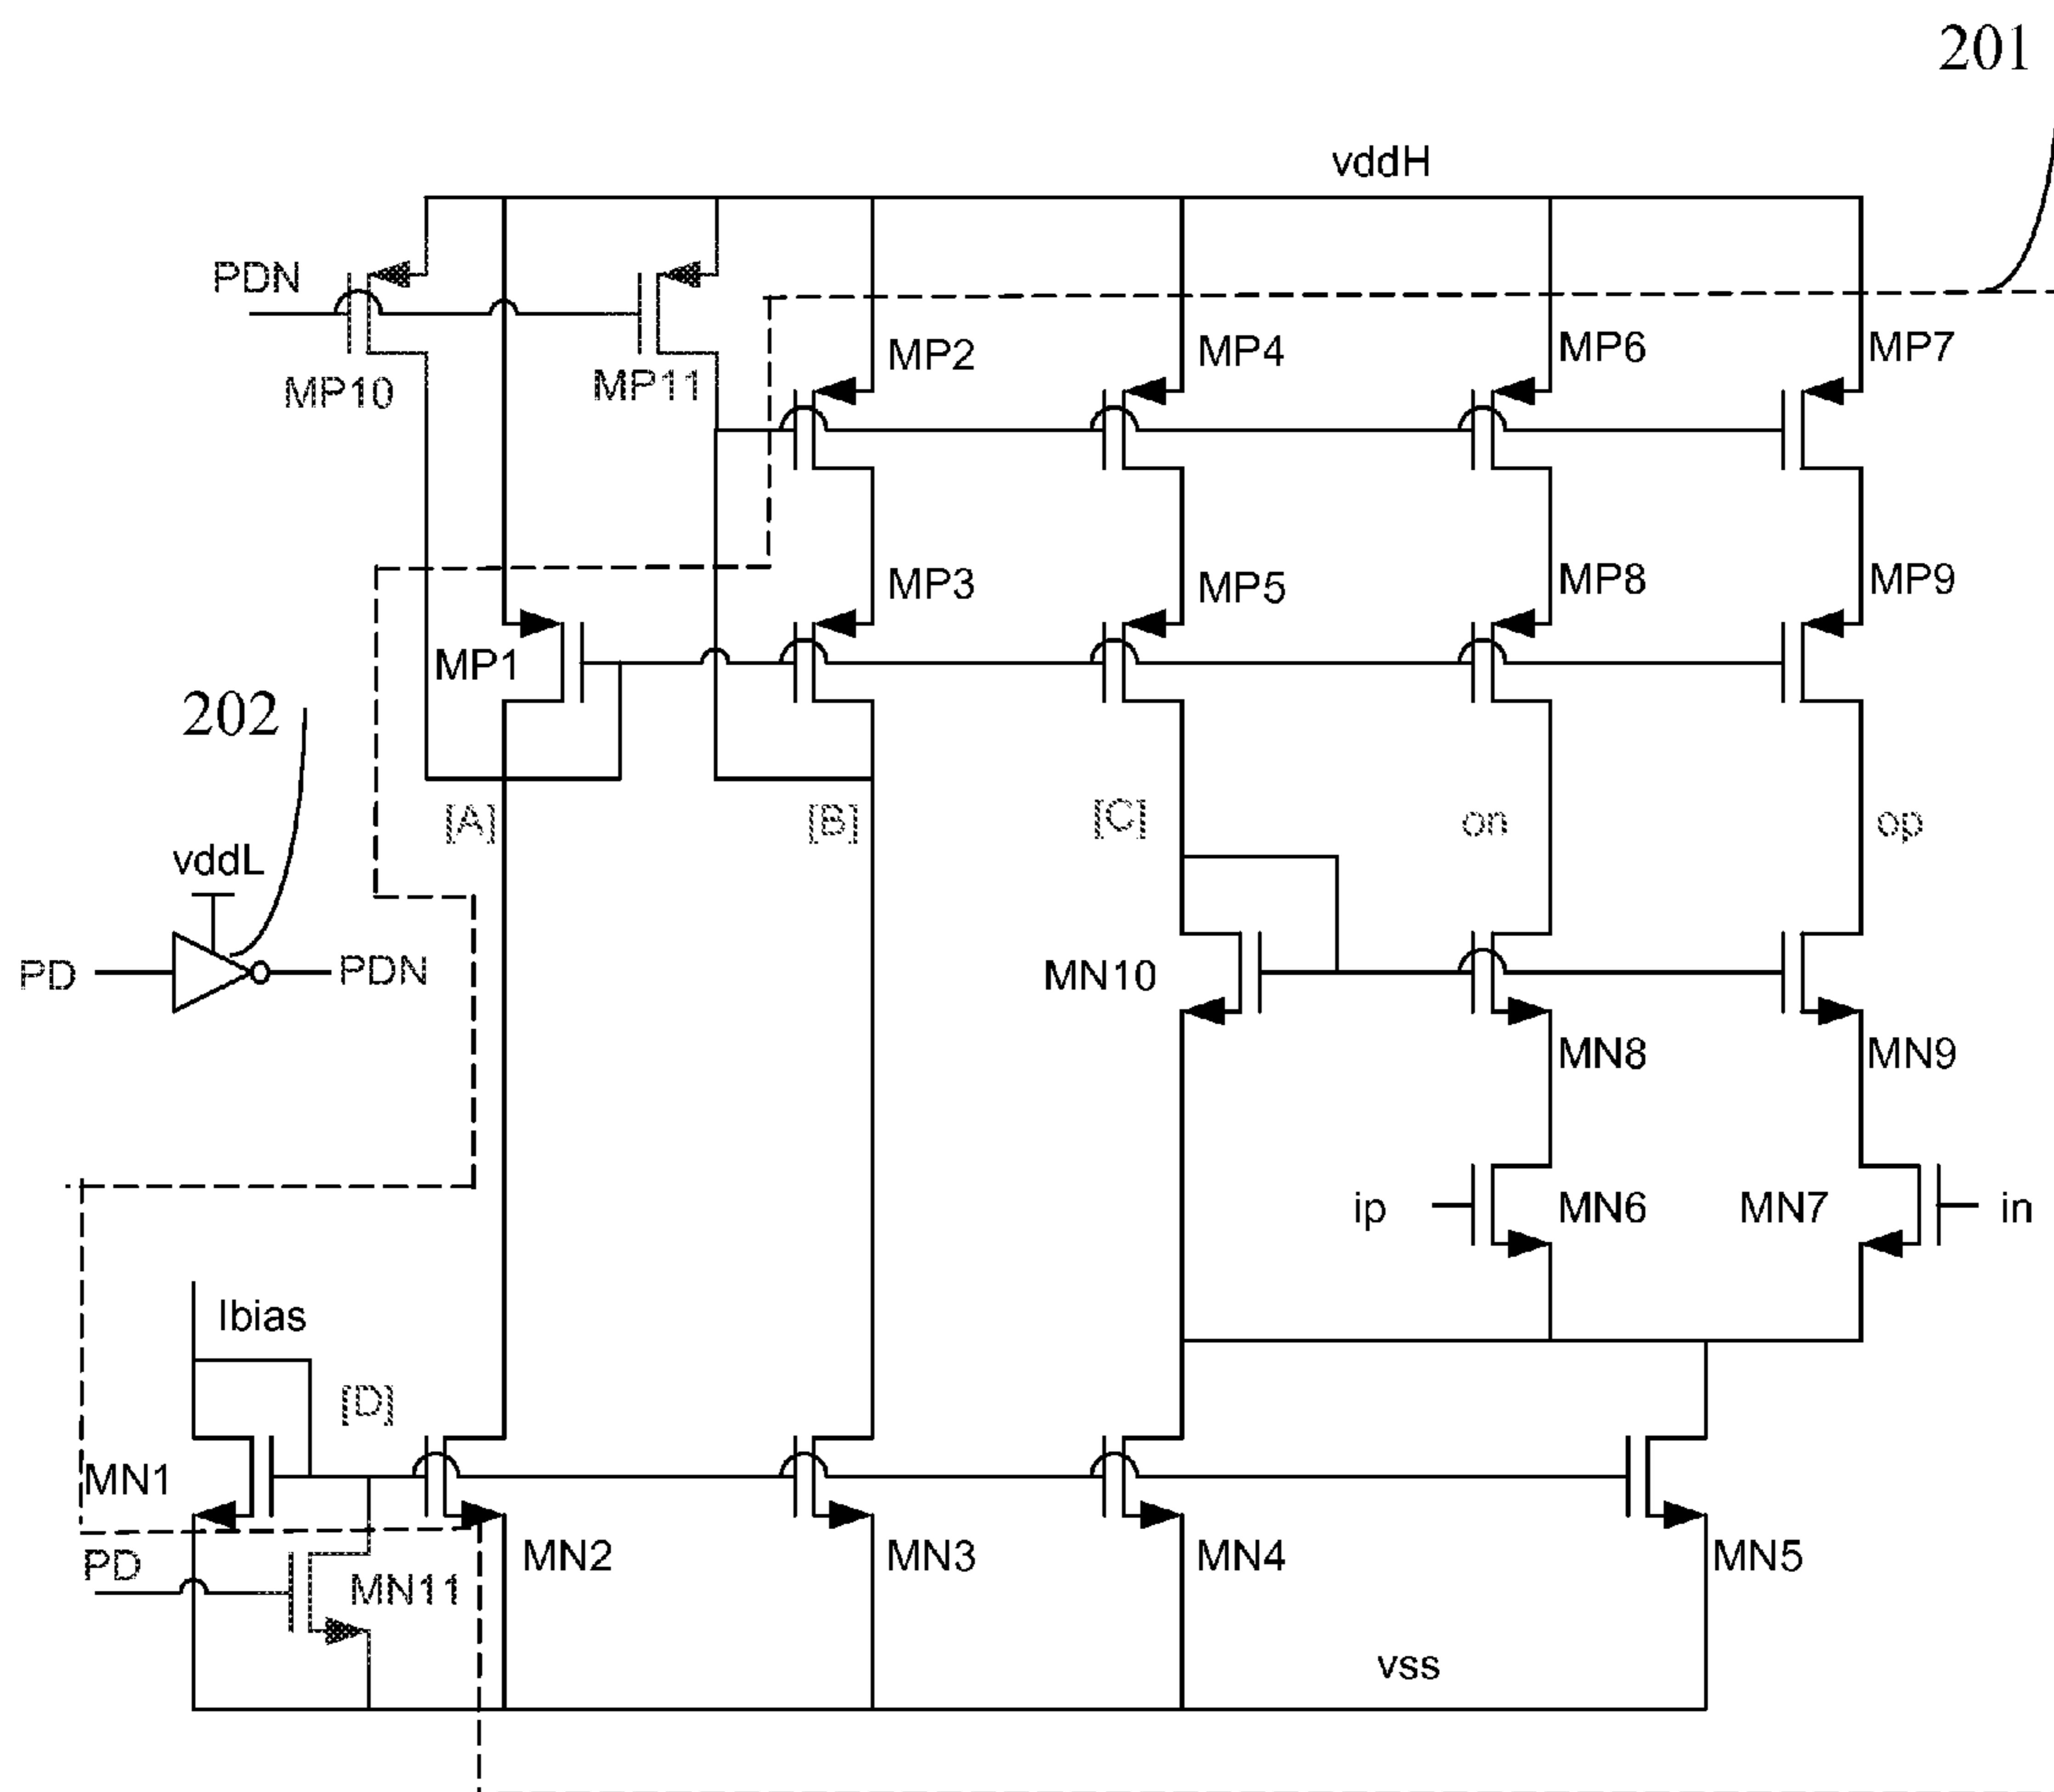 201
vddH
PDN
MP10
MP11
MP2
MP4
MP6
MP7
MP3
MP5
MP8
MP9
MP1
202
[A]
[B]
[C]
on
op
vddL
PD
PDN
MN10
MN8
MN9
ip
MN6
MN7
in
Ibias
[D]
MN1
PD
MN11
MN2
MN3
MN4
MN5
vss